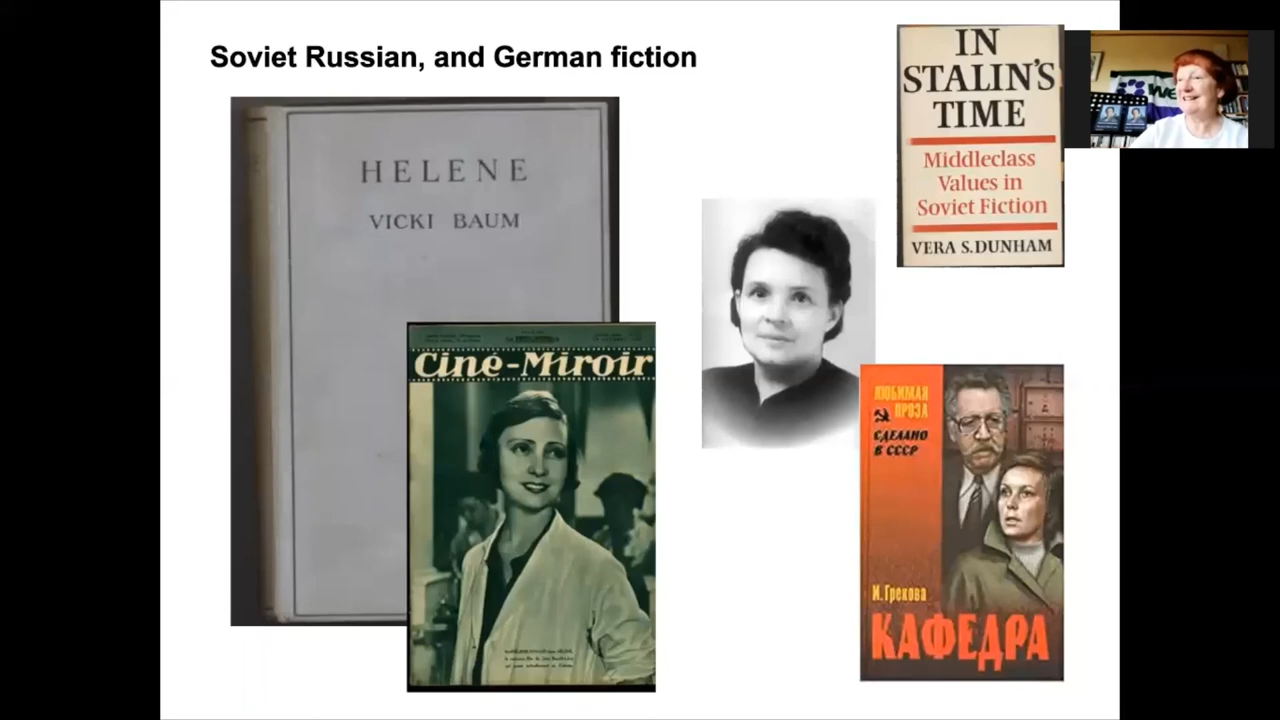 Soviet Russian, and German fiction
HELENE
VICKI BAUM
Ciné-Miroir
IN
STALIN'S
TIME
Middleclass
Values in
Soviet Fiction
VERA S. DUNHAM
ЛЮБИМАЯ
ПРОЗА
СДЕЛАНО
В СССР
И. Грекова
КАФЕДРА
WE